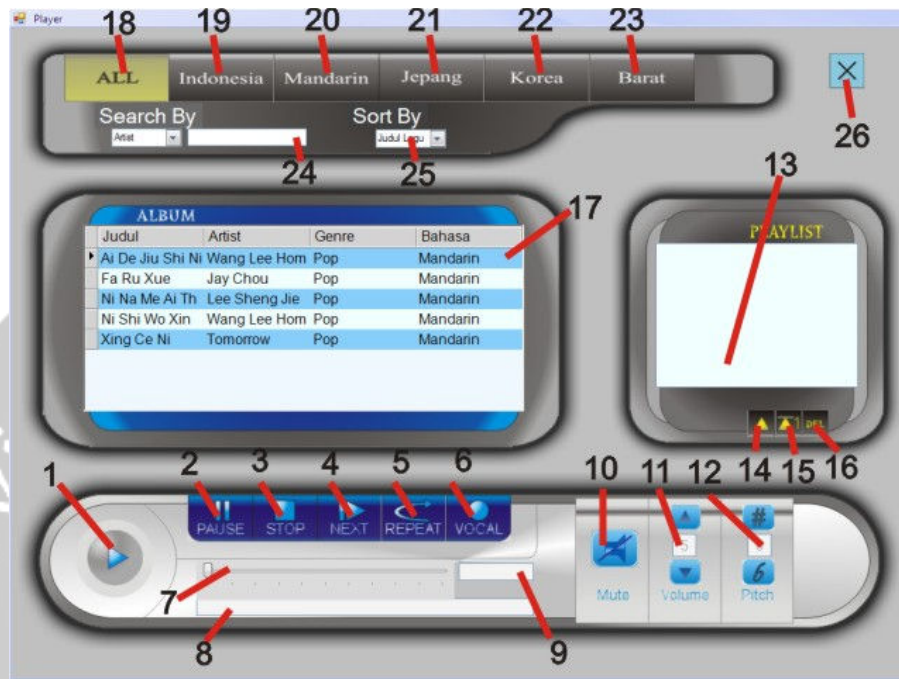 Player
18 19 20 21 22 23
ALL Indonesia Mandarin Jepang Korea Barat
Search By Sort By
Artist Judul Lagu
24 25 26
13
ALBUM 17
PLAYLIST
Judul Artist Genre Bahasa
Ai De Jiu Shi Ni Wang Lee Hom Pop Mandarin
Fa Ru Xue Jay Chou Pop Mandarin
Ni Na Me Ai Th Lee Sheng Jie Pop Mandarin
Ni Shi Wo Xin Wang Lee Hom Pop Mandarin
Xing Ce Ni Tomorrow Pop Mandarin
1 DEL
1 2 3 4 5 6 10 11 12 14 15 16
PAUSE STOP NEXT REPEAT VOCAL
#
5
6
7
Mute Volume Pitch
8 9